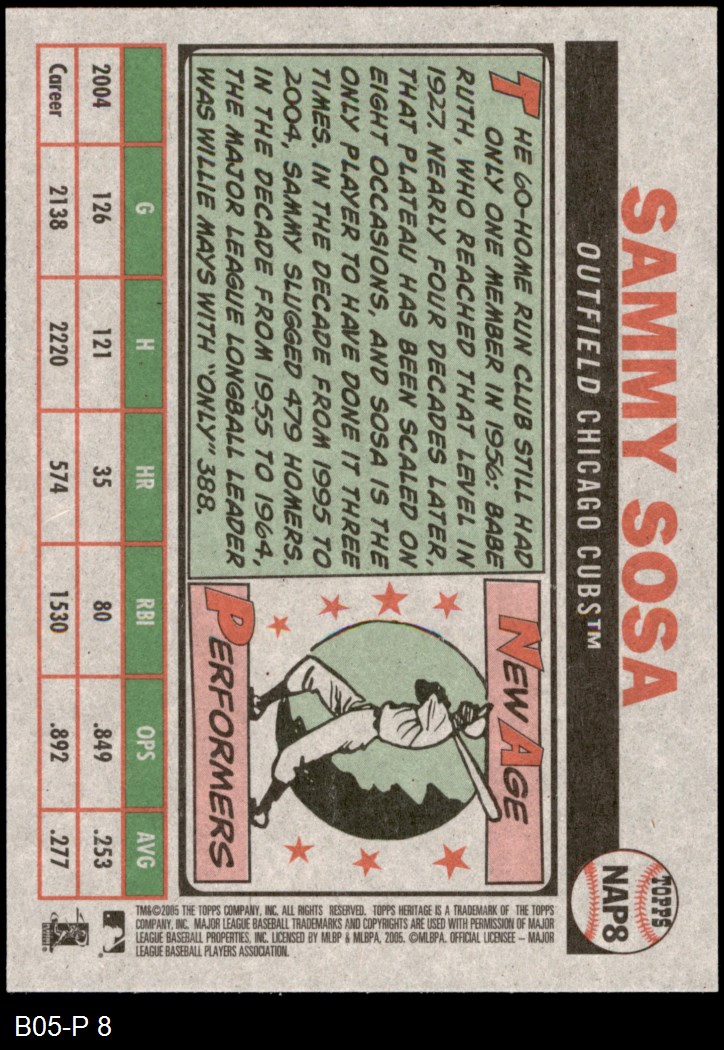 SAMMY SOSA
OUTFIELD CHICAGO CUBS™
TOPPS
NAP8
THE 60-HOME RUN CLUB STILL HAD
ONLY ONE MEMBER IN 1956: BABE
RUTH, WHO REACHED THAT LEVEL IN
1927. NEARLY FOUR DECADES LATER,
THAT PLATEAU HAS BEEN SCALED ON
EIGHT OCCASIONS, AND SOSA IS THE
ONLY PLAYER TO HAVE DONE IT THREE
TIMES. IN THE DECADE FROM 1995 TO
2004, SAMMY SLUGGED 479 HOMERS.
IN THE DECADE FROM 1955 TO 1964,
THE MAJOR LEAGUE LONGBALL LEADER
WAS WILLIE MAYS WITH "ONLY" 388.
NEW AGE
PERFORMERS
G H HR RBI OPS AVG
2004 126 121 35 80 .849 .253
Career 2138 2220 574 1530 .892 .277
TM&©2005 THE TOPPS COMPANY, INC. ALL RIGHTS RESERVED. TOPPS HERITAGE IS A TRADEMARK OF THE TOPPS
COMPANY, INC. MAJOR LEAGUE BASEBALL TRADEMARKS AND COPYRIGHTS ARE USED WITH PERMISSION OF MAJOR
LEAGUE BASEBALL PROPERTIES, INC. LICENSED BY MLBP & MLBPA, 2005. ©MLBPA. OFFICIAL LICENSEE – MAJOR
LEAGUE BASEBALL PLAYERS ASSOCIATION.
B05-P 8